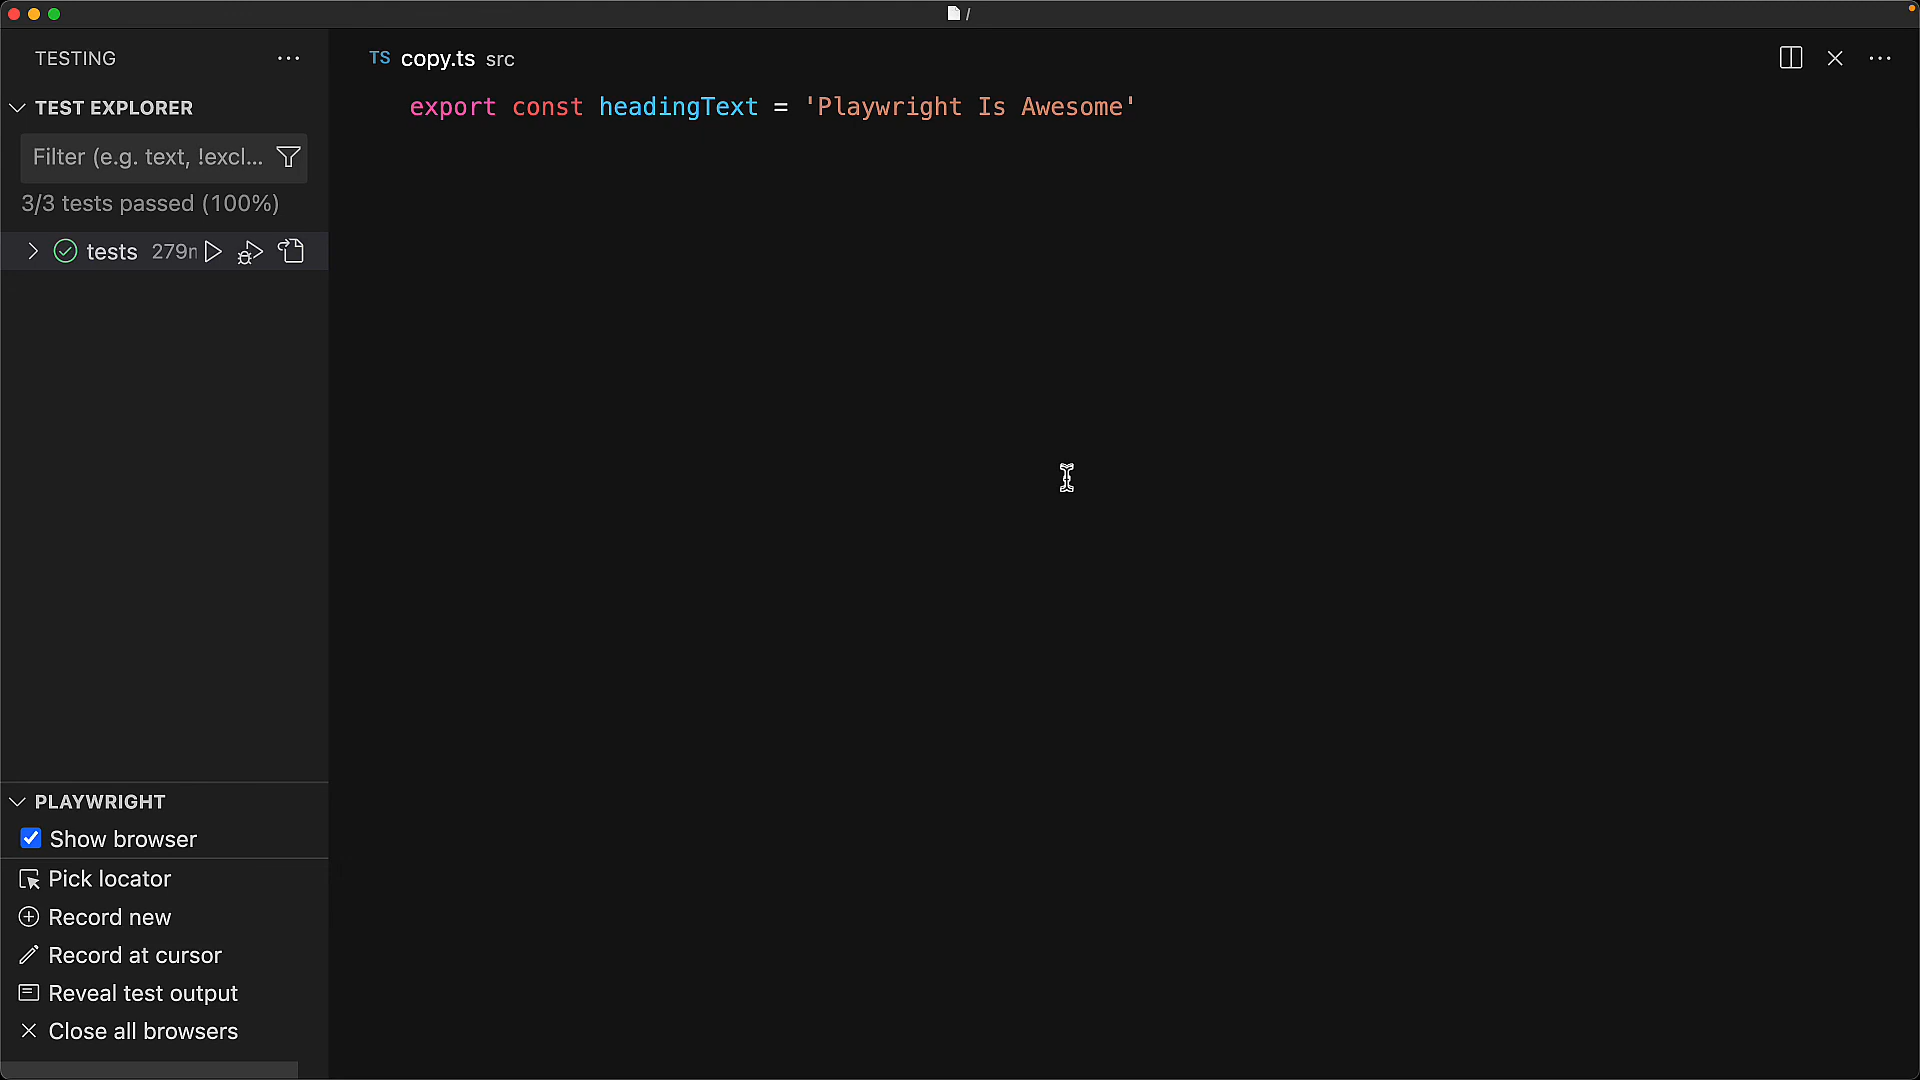 /
TESTING
TEST EXPLORER
Filter (e.g. text, !excl...
3/3 tests passed (100%)
tests 279m
TS copy.ts src
export const headingText = 'Playwright Is Awesome'
PLAYWRIGHT
Show browser
Pick locator
Record new
Record at cursor
Reveal test output
Close all browsers